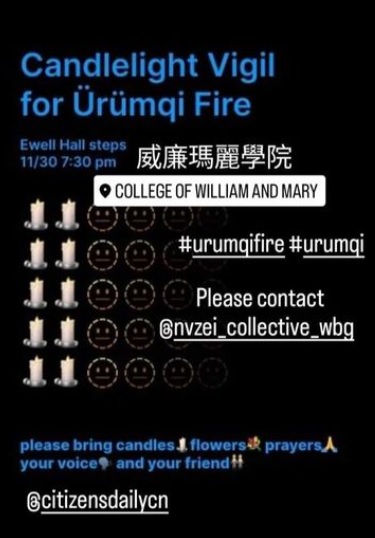 Candlelight Vigil
for Ürümqi Fire
Ewell Hall steps
11/30 7:30 pm
威廉瑪麗學院
COLLEGE OF WILLIAM AND MARY
#urumqifire #urumqi
Please contact
@nvzei_collective_wbg
please bring candles🕯️flowers💐 prayers🙏
your voice🗣️ and your friend👭
@citizensdailycn